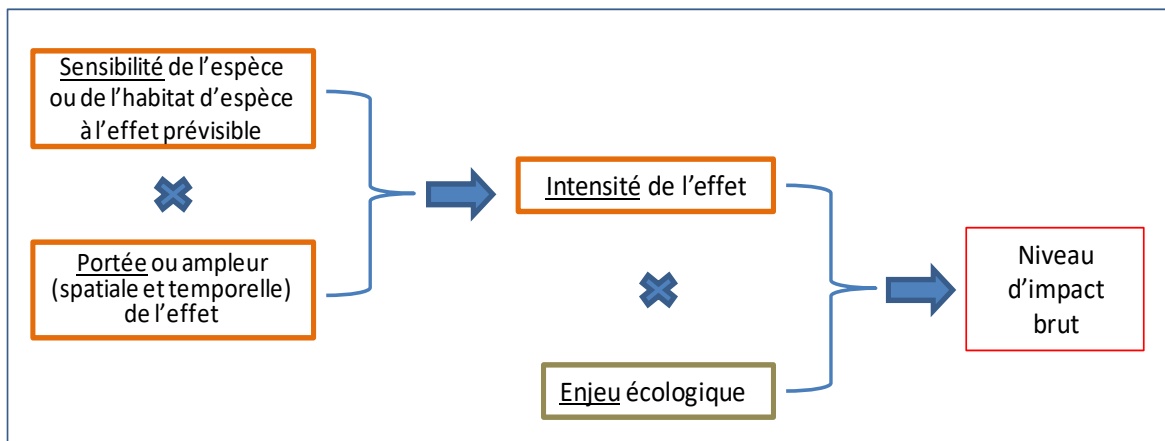 Sensibilité de l’espèce
ou de l’habitat d’espèce
à l’effet prévisible
Portée ou ampleur
(spatiale et temporelle)
de l’effet
Intensité de l’effet
Enjeu écologique
Niveau
d’impact
brut